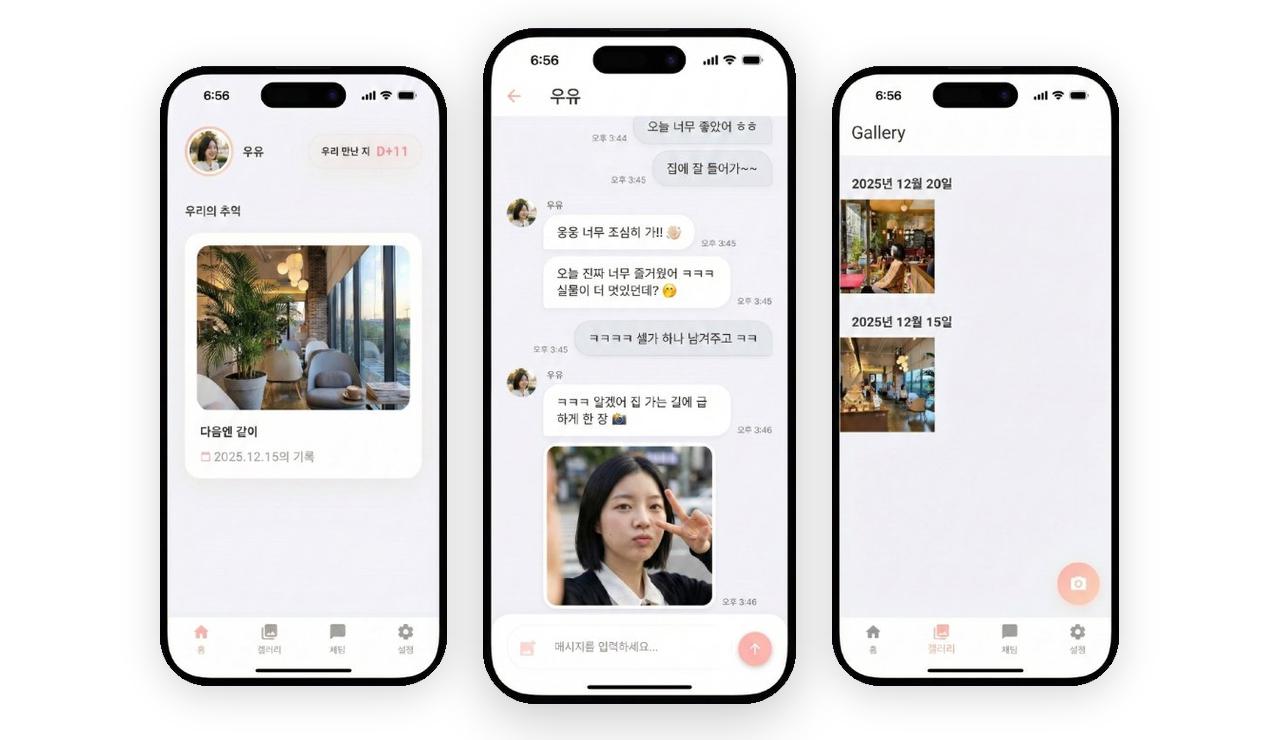 6:56
우유
우리 만난 지 D+11
우리의 추억
다음엔 같이
2025.12.15의 기록
홈
갤러리
채팅
설정
6:56
우유
오늘 너무 좋았어 ㅎㅎ
오후 3:44
집에 잘 들어가~~
오후 3:45
우유
웅웅 너무 조심히 가!! 👋🏻
오후 3:45
오늘 진짜 너무 즐거웠어 ㅋㅋㅋ
실물이 더 멋있던데? 🤭
오후 3:45
ㅋㅋㅋㅋ 셀카 하나 남겨주고 ㅋㅋ
오후 3:45
우유
ㅋㅋㅋ 알겠어 집 가는 길에 급
하게 한 장 📸
오후 3:46
오후 3:46
메시지를 입력하세요...
6:56
Gallery
2025년 12월 20일
2025년 12월 15일
홈
갤러리
채팅
설정